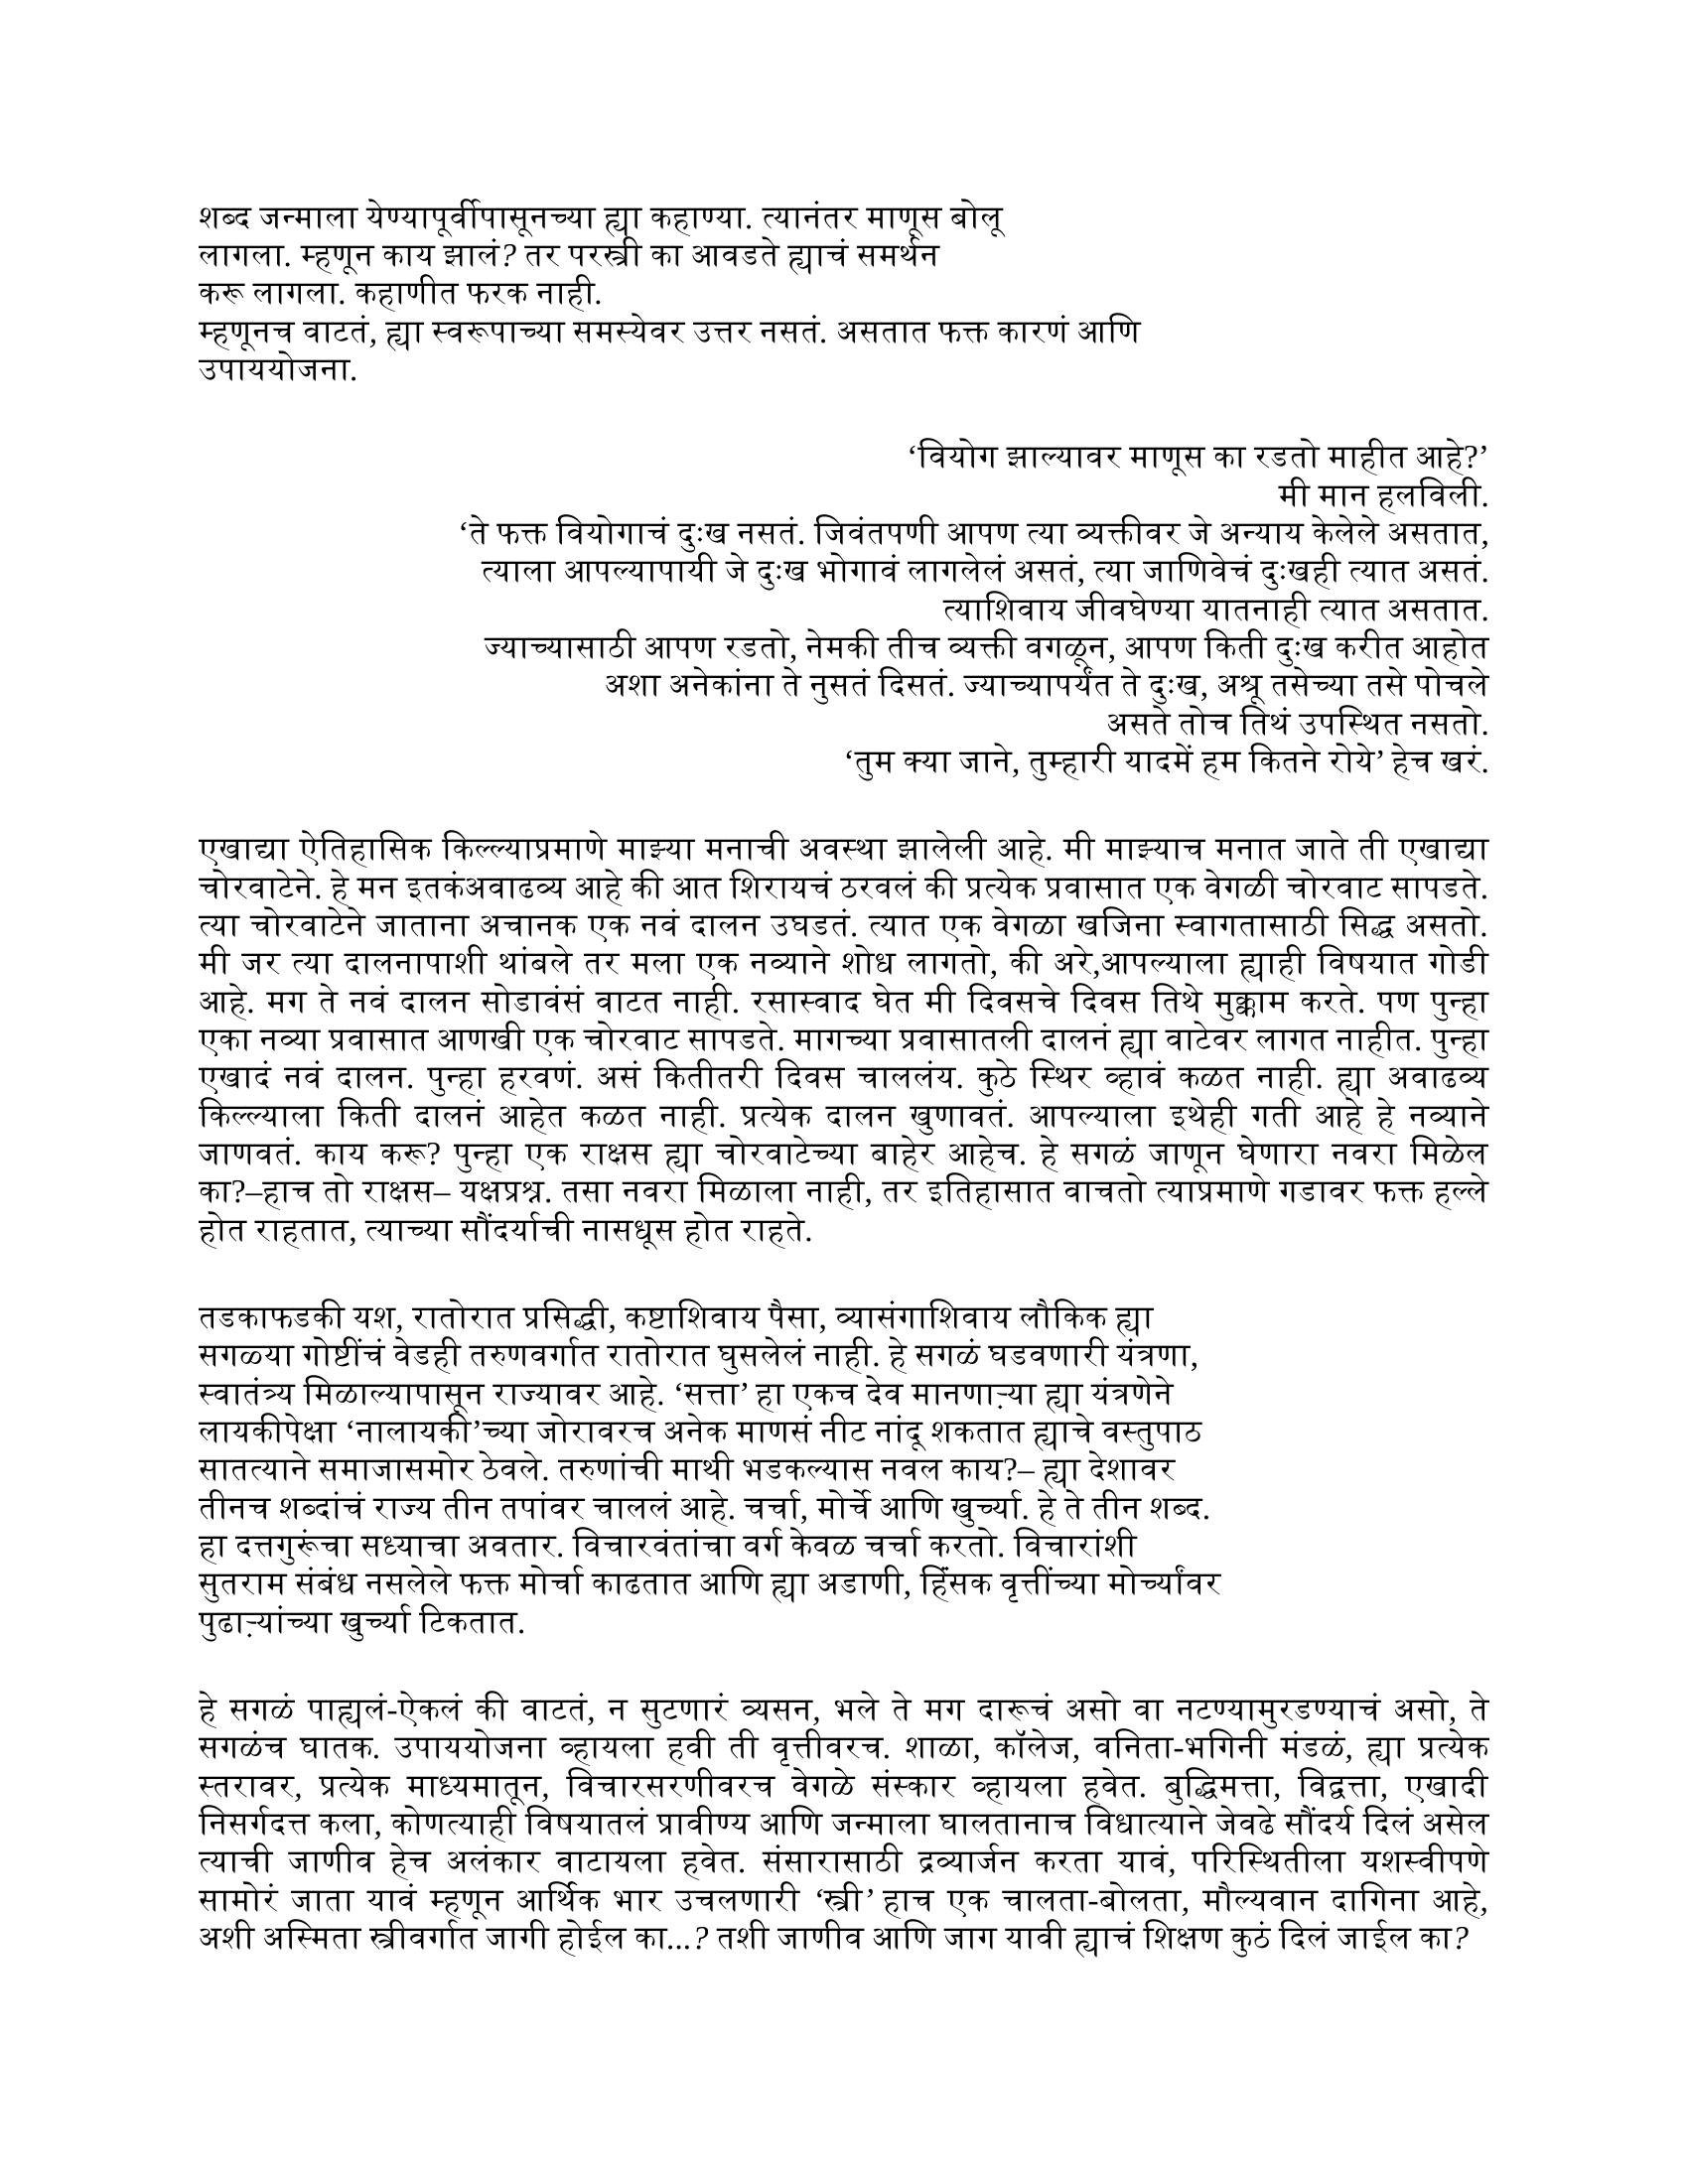 शब्द जन्माला येण्यापूर्वीपासूनच्या ह्या कहाण्या. त्यानंतर माणूस बोलू
लागला. म्हणून काय झालं? तर परस्त्री का आवडते ह्याचं समर्थन
करू लागला. कहाणीत फरक नाही.
म्हणूनच वाटतं, ह्या स्वरूपाच्या समस्येवर उत्तर नसतं. असतात फक्त कारणं आणि
उपाययोजना.
‘वियोग झाल्यावर माणूस का रडतो माहीत आहे?’
मी मान हलविली.
‘ते फक्त वियोगाचं दुःख नसतं. जिवंतपणी आपण त्या व्यक्तीवर जे अन्याय केलेले असतात,
त्याला आपल्यापायी जे दुःख भोगावं लागलेलं असतं, त्या जाणिवेचं दुःखही त्यात असतं.
त्याशिवाय जीवघेण्या यातनाही त्यात असतात.
ज्याच्यासाठी आपण रडतो, नेमकी तीच व्यक्ती वगळून, आपण किती दुःख करीत आहोत
अशा अनेकांना ते नुसतं दिसतं. ज्याच्यापर्यंत ते दुःख, अश्रू तसेच्या तसे पोचले
असते तोच तिथं उपस्थित नसतो.
‘तुम क्या जाने, तुम्हारी यादमें हम कितने रोये’ हेच खरं.
एखाद्या ऐतिहासिक किल्ल्याप्रमाणे माझ्या मनाची अवस्था झालेली आहे. मी माझ्याच मनात जाते ती एखाद्या
चोरवाटेने. हे मन इतकंअवाढव्य आहे की आत शिरायचं ठरवलं की प्रत्येक प्रवासात एक वेगळी चोरवाट सापडते.
त्या चोरवाटेने जाताना अचानक एक नवं दालन उघडतं. त्यात एक वेगळा खजिना स्वागतासाठी सिद्ध असतो.
मी जर त्या दालनापाशी थांबले तर मला एक नव्याने शोध लागतो, की अरे,आपल्याला ह्याही विषयात गोडी
आहे. मग ते नवं दालन सोडावंसं वाटत नाही. रसास्वाद घेत मी दिवसचे दिवस तिथे मुक्काम करते. पण पुन्हा
एका नव्या प्रवासात आणखी एक चोरवाट सापडते. मागच्या प्रवासातली दालनं ह्या वाटेवर लागत नाहीत. पुन्हा
एखादं नवं दालन. पुन्हा हरवणं. असं कितीतरी दिवस चाललंय. कुठे स्थिर व्हावं कळत नाही. ह्या अवाढव्य
किल्ल्याला किती दालनं आहेत कळत नाही. प्रत्येक दालन खुणावतं. आपल्याला इथेही गती आहे हे नव्याने
जाणवतं. काय करू? पुन्हा एक राक्षस ह्या चोरवाटेच्या बाहेर आहेच. हे सगळं जाणून घेणारा नवरा मिळेल
का?–हाच तो राक्षस– यक्षप्रश्न. तसा नवरा मिळाला नाही, तर इतिहासात वाचतो त्याप्रमाणे गडावर फक्त हल्ले
होत राहतात, त्याच्या सौंदर्याची नासधूस होत राहते.
तडकाफडकी यश, रातोरात प्रसिद्धी, कष्टाशिवाय पैसा, व्यासंगाशिवाय लौकिक ह्या
सगळ्या गोष्टींचं वेडही तरुणवर्गात रातोरात घुसलेलं नाही. हे सगळं घडवणारी यंत्रणा,
स्वातंत्र्य मिळाल्यापासून राज्यावर आहे. ‘सत्ता’ हा एकच देव मानणाऱ्या ह्या यंत्रणेने
लायकीपेक्षा ‘नालायकी’च्या जोरावरच अनेक माणसं नीट नांदू शकतात ह्याचे वस्तुपाठ
सातत्याने समाजासमोर ठेवले. तरुणांची माथी भडकल्यास नवल काय?– ह्या देशावर
तीनच शब्दांचं राज्य तीन तपांवर चाललं आहे. चर्चा, मोर्चे आणि खुर्च्या. हे ते तीन शब्द.
हा दत्तगुरूंचा सध्याचा अवतार. विचारवंतांचा वर्ग केवळ चर्चा करतो. विचारांशी
सुतराम संबंध नसलेले फक्त मोर्चा काढतात आणि ह्या अडाणी, हिंसक वृत्तींच्या मोर्च्यांवर
पुढाऱ्यांच्या खुर्च्या टिकतात.
हे सगळं पाह्यलं-ऐकलं की वाटतं, न सुटणारं व्यसन, भले ते मग दारूचं असो वा नटण्यामुरडण्याचं असो, ते
सगळंच घातक. उपाययोजना व्हायला हवी ती वृत्तीवरच. शाळा, कॉलेज, वनिता-भगिनी मंडळं, ह्या प्रत्येक
स्तरावर, प्रत्येक माध्यमातून, विचारसरणीवरच वेगळे संस्कार व्हायला हवेत. बुद्धिमत्ता, विद्वत्ता, एखादी
निसर्गदत्त कला, कोणत्याही विषयातलं प्रावीण्य आणि जन्माला घालतानाच विधात्याने जेवढे सौंदर्य दिलं असेल
त्याची जाणीव हेच अलंकार वाटायला हवेत. संसारासाठी द्रव्यार्जन करता यावं, परिस्थितीला यशस्वीपणे
सामोरं जाता यावं म्हणून आर्थिक भार उचलणारी ‘स्त्री’ हाच एक चालता-बोलता, मौल्यवान दागिना आहे,
अशी अस्मिता स्त्रीवर्गात जागी होईल का...? तशी जाणीव आणि जाग यावी ह्याचं शिक्षण कुठं दिलं जाईल का?